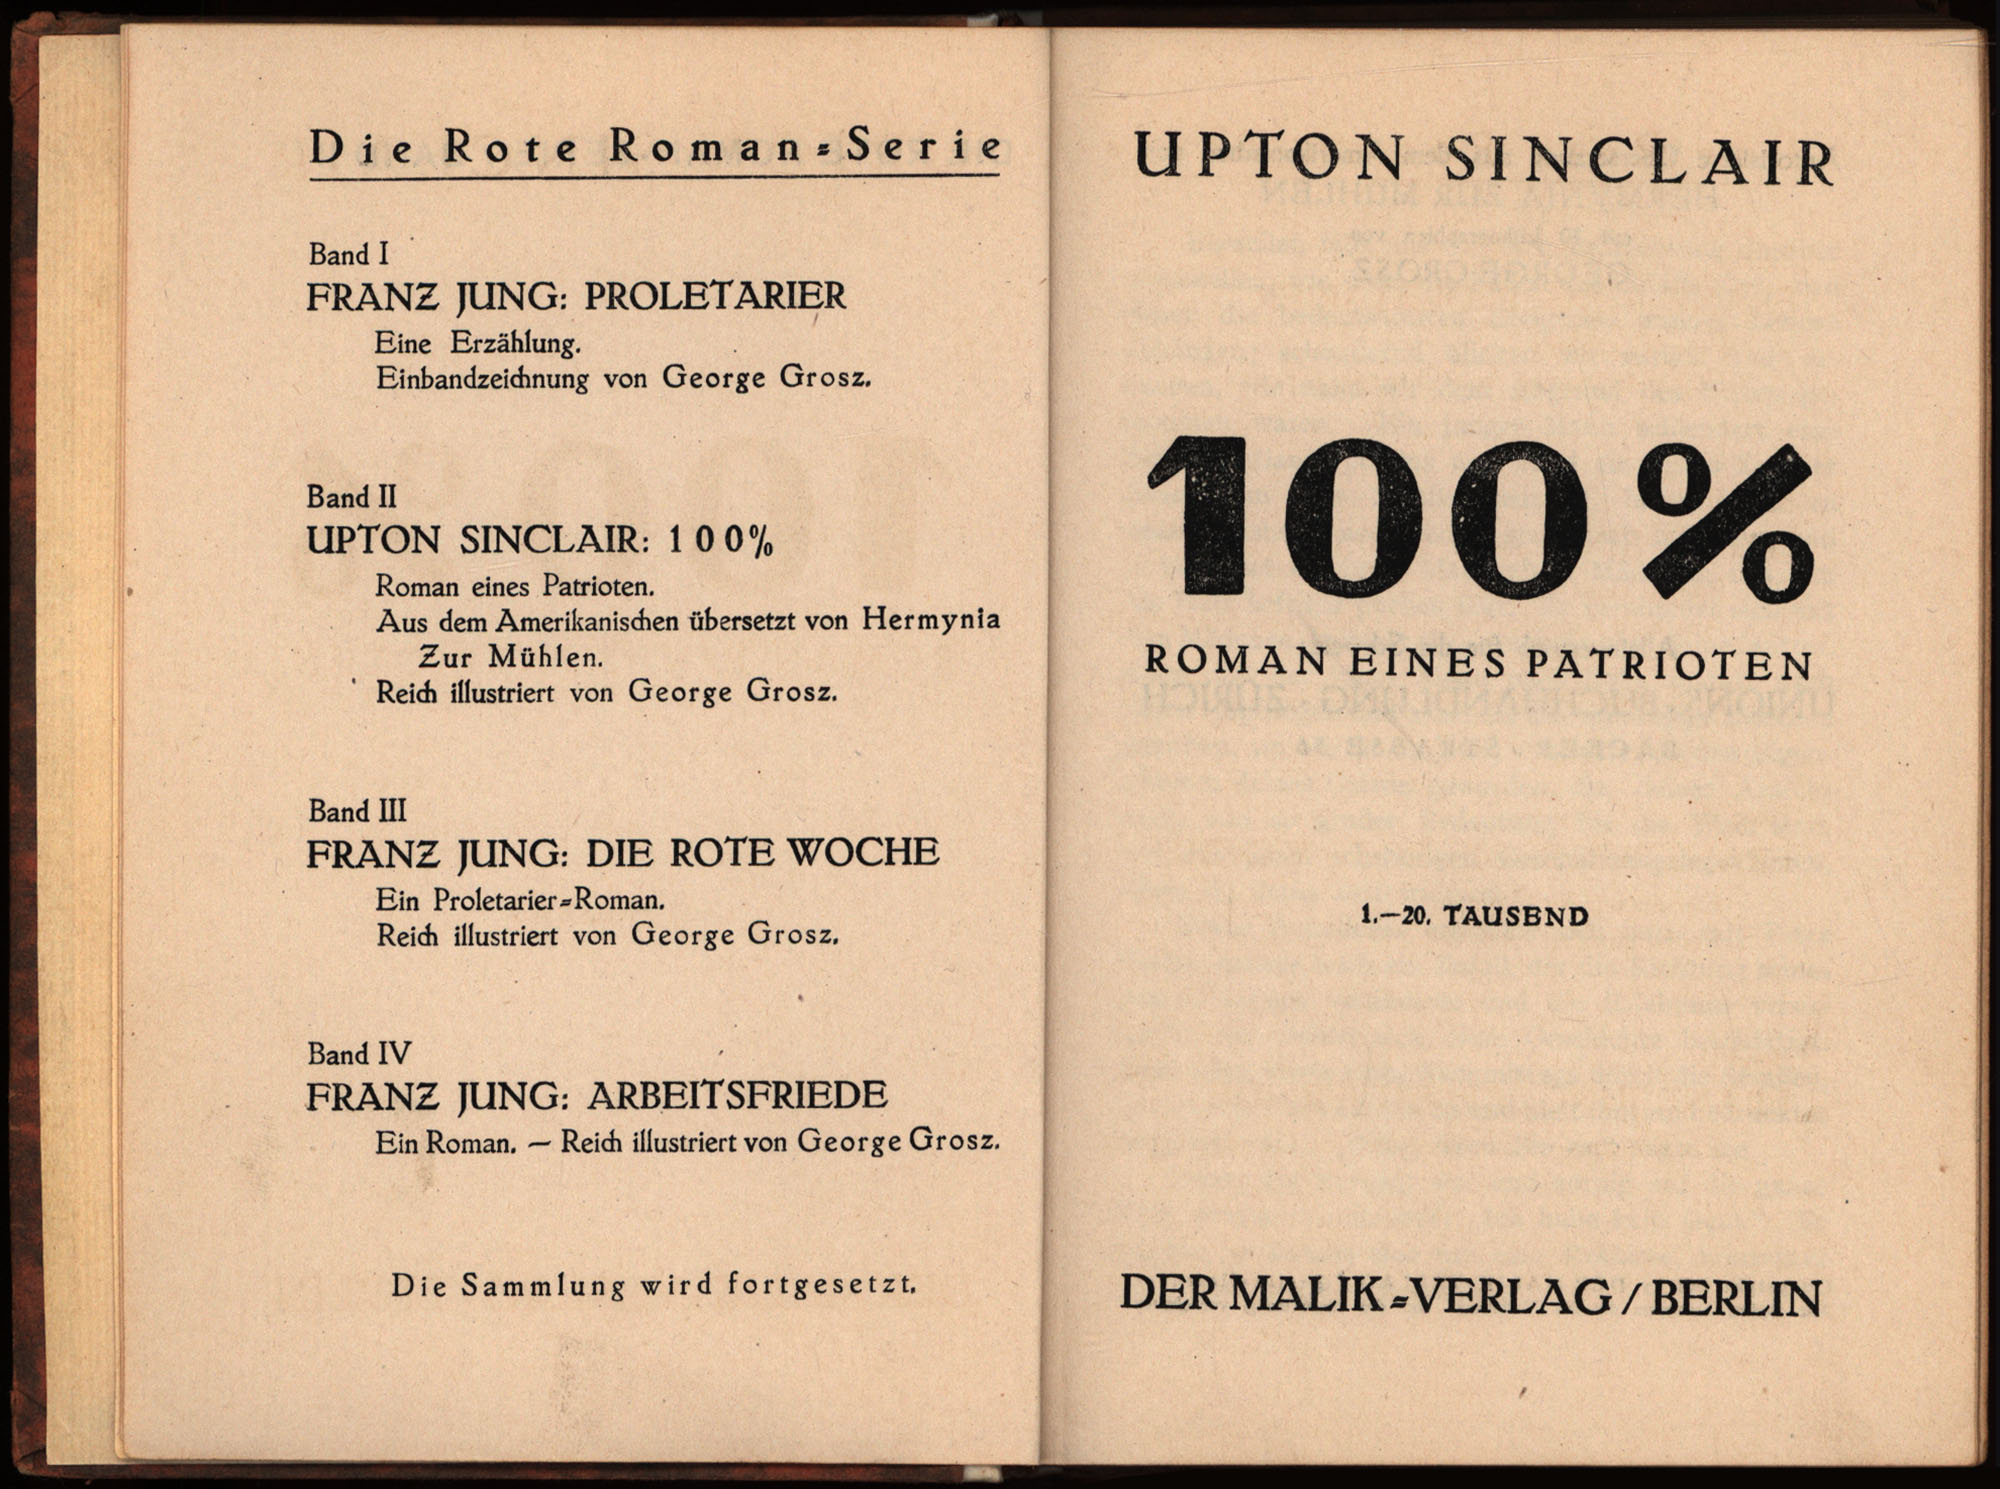 Die Rote Roman=Serie
Band I
FRANZ JUNG: PROLETARIER
Eine Erzählung.
Einbandzeichnung von George Grosz.
Band II
UPTON SINCLAIR: 100%
Roman eines Patrioten.
Aus dem Amerikanischen übersetzt von Hermynia
Zur Mühlen.
Reich illustriert von George Grosz.
Band III
FRANZ JUNG: DIE ROTE WOCHE
Ein Proletarier=Roman.
Reich illustriert von George Grosz.
Band IV
FRANZ JUNG: ARBEITSFRIEDE
Ein Roman. — Reich illustriert von George Grosz.
Die Sammlung wird fortgesetzt.
UPTON SINCLAIR
100%
ROMAN EINES PATRIOTEN
1.—20. TAUSEND
DER MALIK=VERLAG / BERLIN